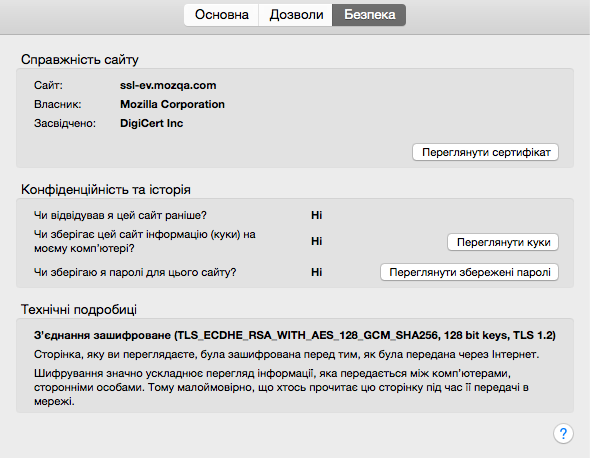 Основна Дозволи Безпека
Справжність сайту
Сайт: ssl-ev.mozqa.com
Власник: Mozilla Corporation
Засвідчено: DigiCert Inc
Переглянути сертифікат
Конфіденційність та історія
Чи відвідував я цей сайт раніше? Ні
Чи зберігає цей сайт інформацію (куки) на
моєму комп’ютері? Ні Переглянути куки
Чи зберігаю я паролі для цього сайту? Ні Переглянути збережені паролі
Технічні подробиці
З’єднання зашифроване (TLS_ECDHE_RSA_WITH_AES_128_GCM_SHA256, 128 bit keys, TLS 1.2)
Сторінка, яку ви переглядаєте, була зашифрована перед тим, як була передана через Інтернет.
Шифрування значно ускладнює перегляд інформації, яка передається між комп’ютерами,
сторонніми особами. Тому малоймовірно, що хтось прочитає цю сторінку під час її передачі в
мережі.
?